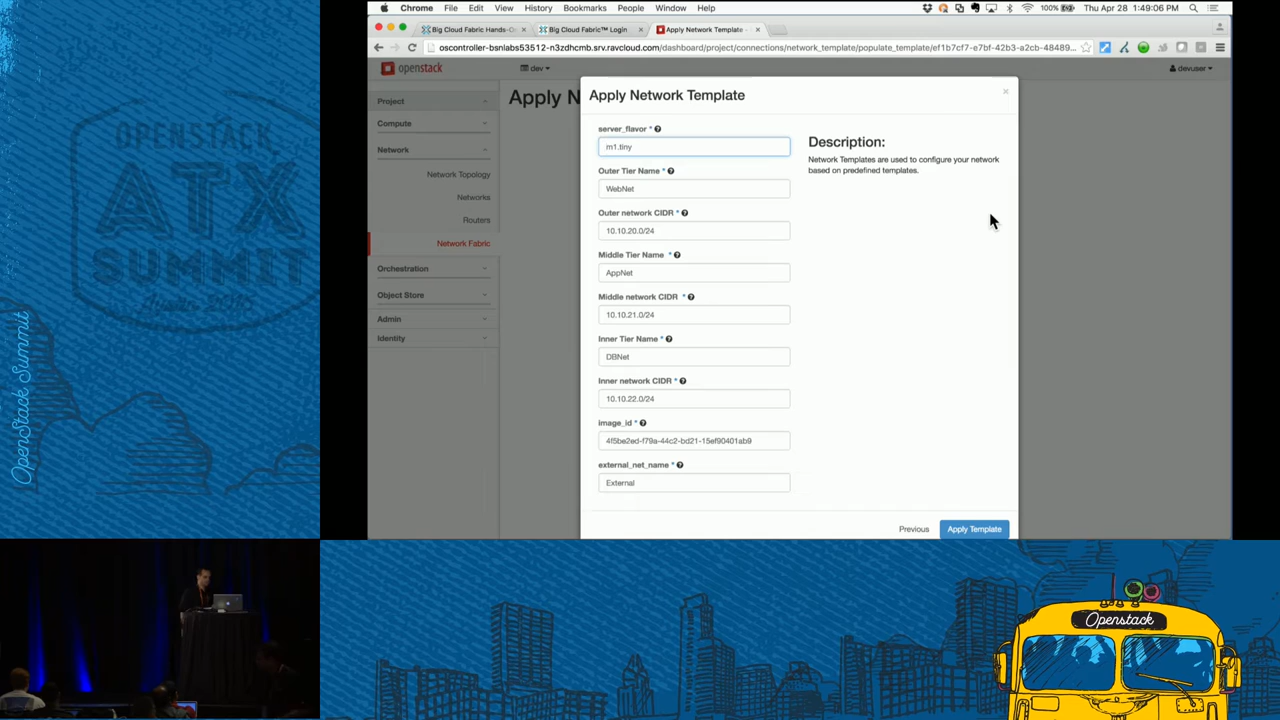 Chrome File Edit View History Bookmarks People Window Help 100% Thu Apr 28 1:49:06 PM
Big Cloud Fabric Hands-O
Big Cloud Fabric™ Login
Apply Network Template -
oscontroller-bsnlabs53512-n3zdhcmb.srv.ravcloud.com/dashboard/project/connections/network_template/populate_template/ef1b7cf7-e7bf-42b3-a2cb-48489...
openstack
dev
devuser
Project
Compute
Network
Network Topology
Networks
Routers
Network Fabric
Orchestration
Object Store
Admin
Identity
Apply N
Apply Network Template
×
server_flavor *
m1.tiny
Outer Tier Name *
WebNet
Outer network CIDR *
10.10.20.0/24
Middle Tier Name *
AppNet
Middle network CIDR *
10.10.21.0/24
Inner Tier Name *
DBNet
Inner network CIDR *
10.10.22.0/24
image_id *
4f5be2ed-f79a-44c2-bd21-15ef90401ab9
external_net_name *
External
Description:
Network Templates are used to configure your network
based on predefined templates.
Previous
Apply Template
OPENSTACK
ATX
SUMMIT
OpenStack Summit
Openstack